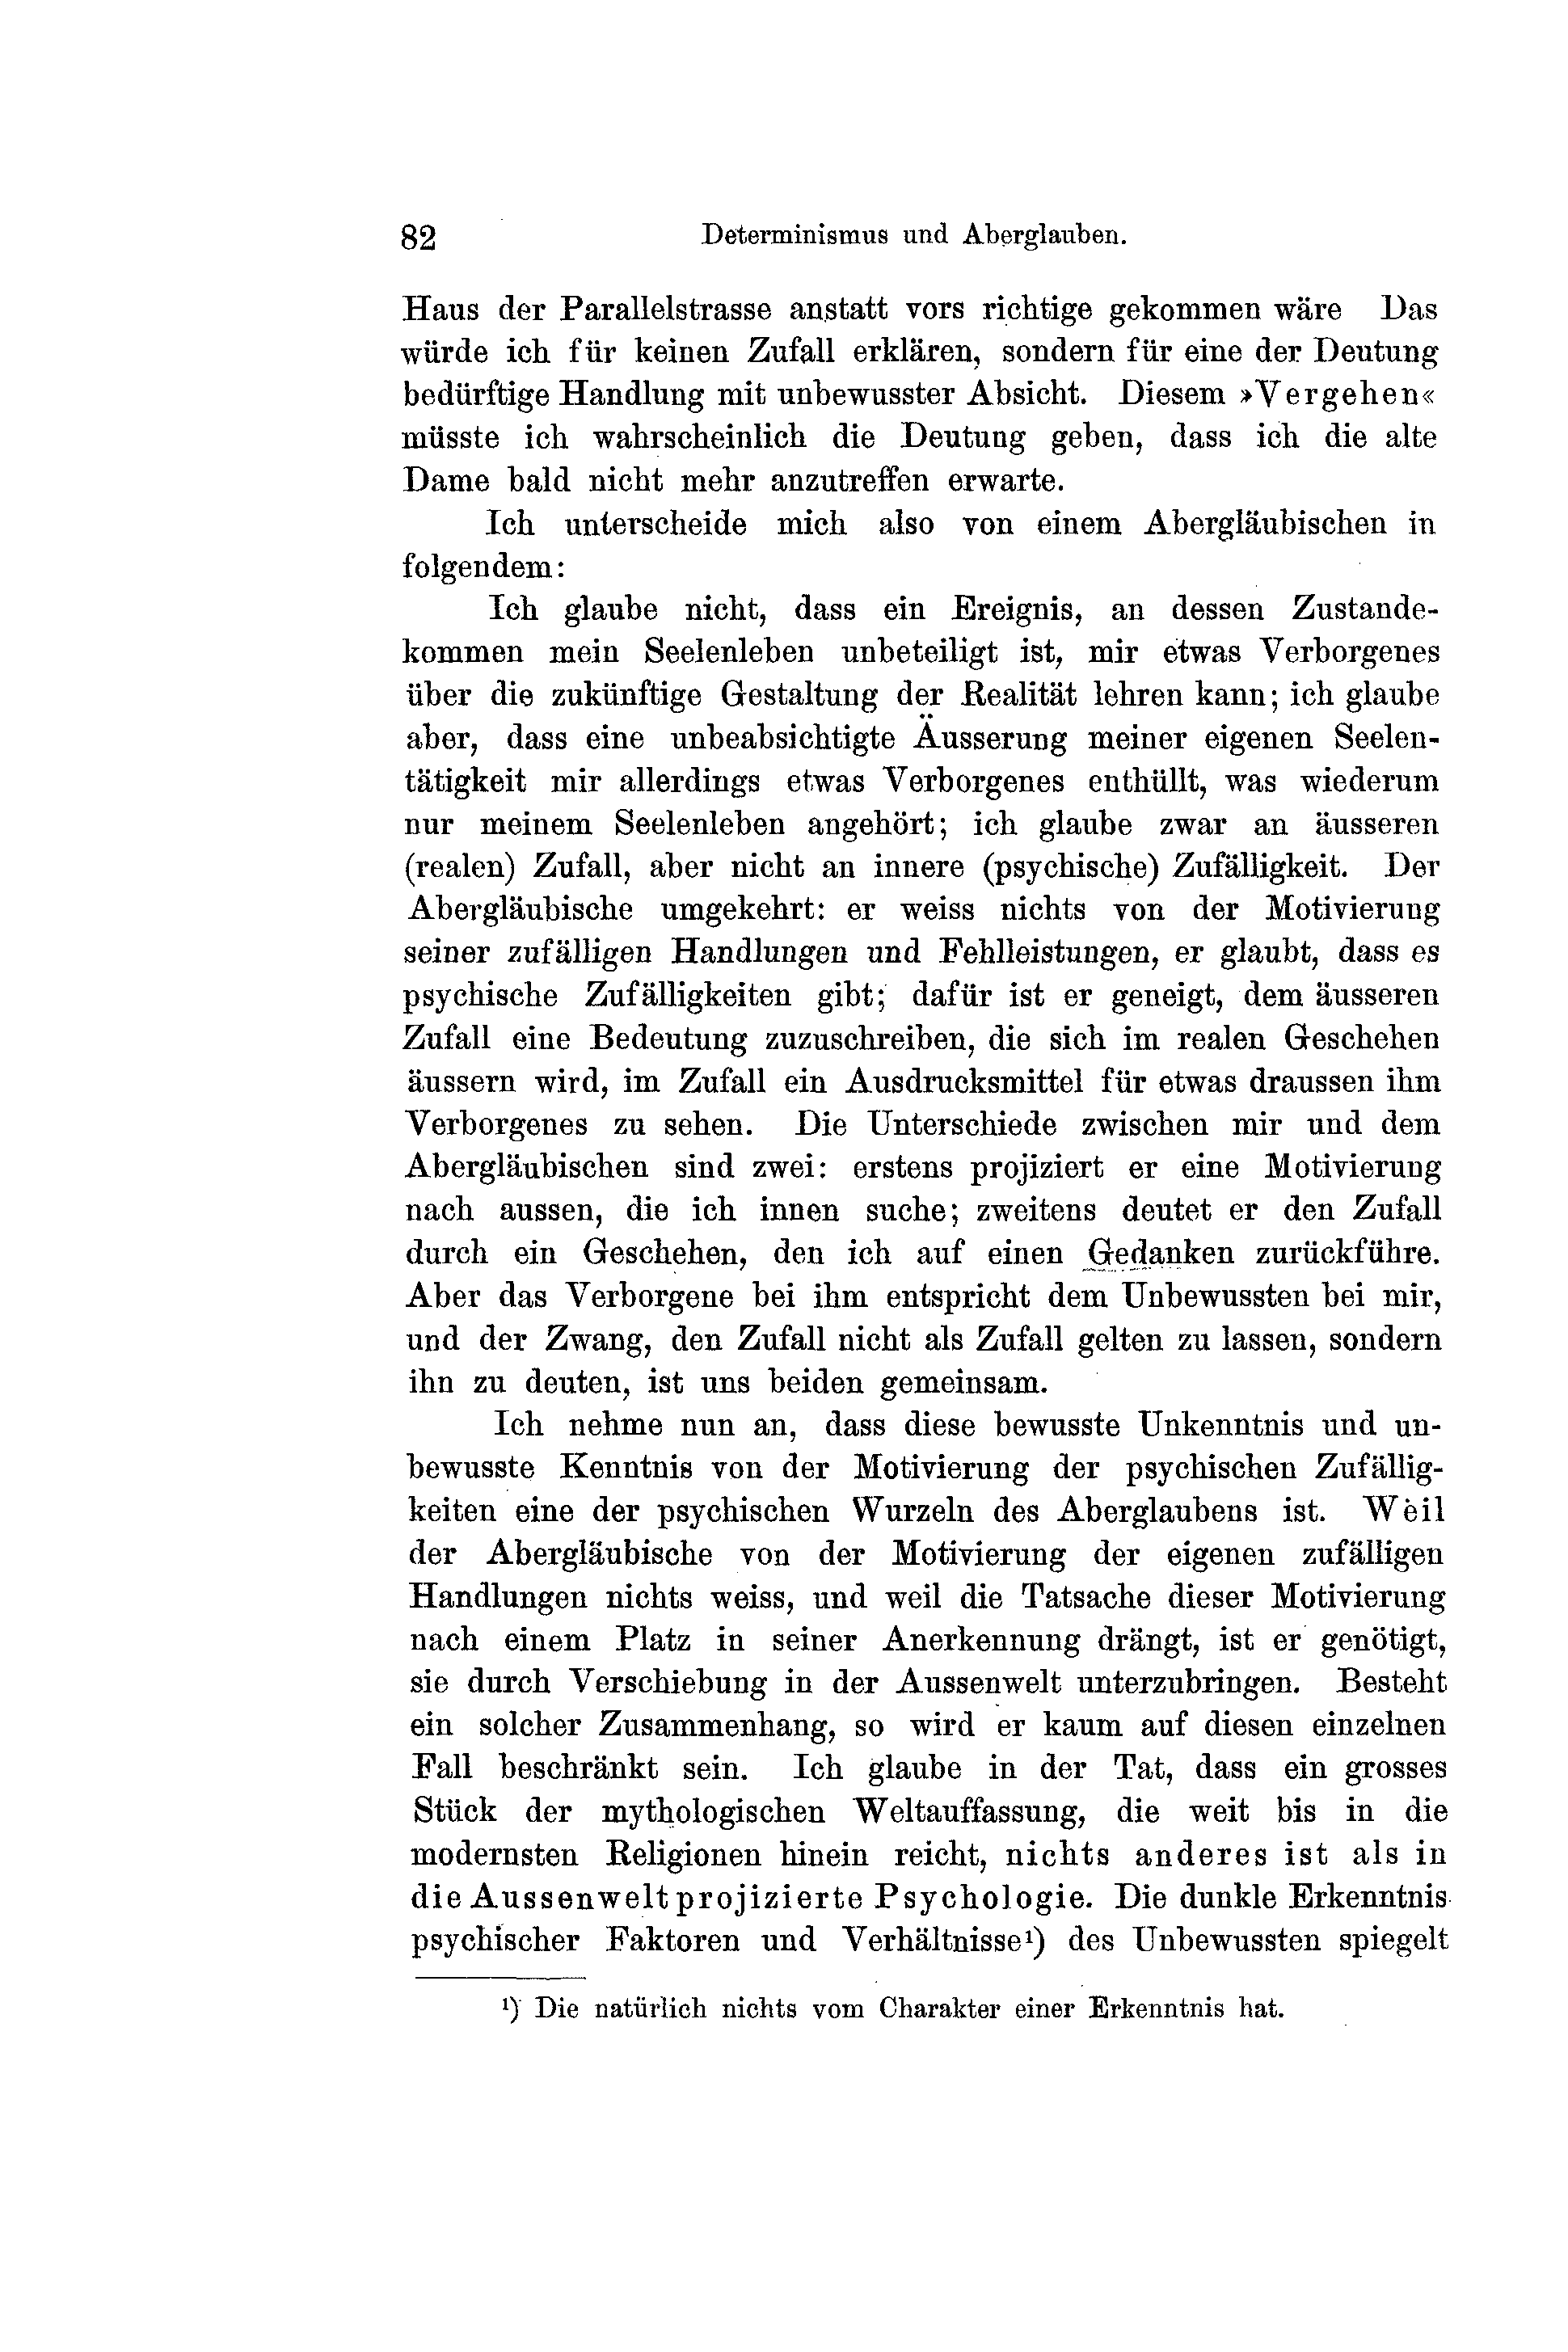 82 Determinismus und Aberglauben.
Haus der Parallelstrasse anstatt vors richtige gekommen wäre Das
würde ich für keinen Zufall erklären, sondern für eine der Deutung
bedürftige Handlung mit unbewusster Absicht. Diesem »Vergehen«
müsste ich wahrscheinlich die Deutung geben, dass ich die alte
Dame bald nicht mehr anzutreffen erwarte.
Ich unterscheide mich also von einem Abergläubischen in
folgendem:
Ich glaube nicht, dass ein Ereignis, an dessen Zustande-
kommen mein Seelenleben unbeteiligt ist, mir etwas Verborgenes
über die zukünftige Gestaltung der Realität lehren kann; ich glaube
aber, dass eine unbeabsichtigte Äusserung meiner eigenen Seelen-
tätigkeit mir allerdings etwas Verborgenes enthüllt, was wiederum
nur meinem Seelenleben angehört; ich glaube zwar an äusseren
(realen) Zufall, aber nicht an innere (psychische) Zufälligkeit. Der
Abergläubische umgekehrt: er weiss nichts von der Motivierung
seiner zufälligen Handlungen und Fehlleistungen, er glaubt, dass es
psychische Zufälligkeiten gibt; dafür ist er geneigt, dem äusseren
Zufall eine Bedeutung zuzuschreiben, die sich im realen Geschehen
äussern wird, im Zufall ein Ausdrucksmittel für etwas draussen ihm
Verborgenes zu sehen. Die Unterschiede zwischen mir und dem
Abergläubischen sind zwei: erstens projiziert er eine Motivierung
nach aussen, die ich innen suche; zweitens deutet er den Zufall
durch ein Geschehen, den ich auf einen Gedanken zurückführe.
Aber das Verborgene bei ihm entspricht dem Unbewussten bei mir,
und der Zwang, den Zufall nicht als Zufall gelten zu lassen, sondern
ihn zu deuten, ist uns beiden gemeinsam.
Ich nehme nun an, dass diese bewusste Unkenntnis und un-
bewusste Kenntnis von der Motivierung der psychischen Zufällig-
keiten eine der psychischen Wurzeln des Aberglaubens ist. Weil
der Abergläubische von der Motivierung der eigenen zufälligen
Handlungen nichts weiss, und weil die Tatsache dieser Motivierung
nach einem Platz in seiner Anerkennung drängt, ist er genötigt,
sie durch Verschiebung in der Aussenwelt unterzubringen. Besteht
ein solcher Zusammenhang, so wird er kaum auf diesen einzelnen
Fall beschränkt sein. Ich glaube in der Tat, dass ein grosses
Stück der mythologischen Weltauffassung, die weit bis in die
modernsten Religionen hinein reicht, nichts anderes ist als in
die Aussenwelt projizierte Psychologie. Die dunkle Erkenntnis
psychischer Faktoren und Verhältnisse¹) des Unbewussten spiegelt
¹) Die natürlich nichts vom Charakter einer Erkenntnis hat.